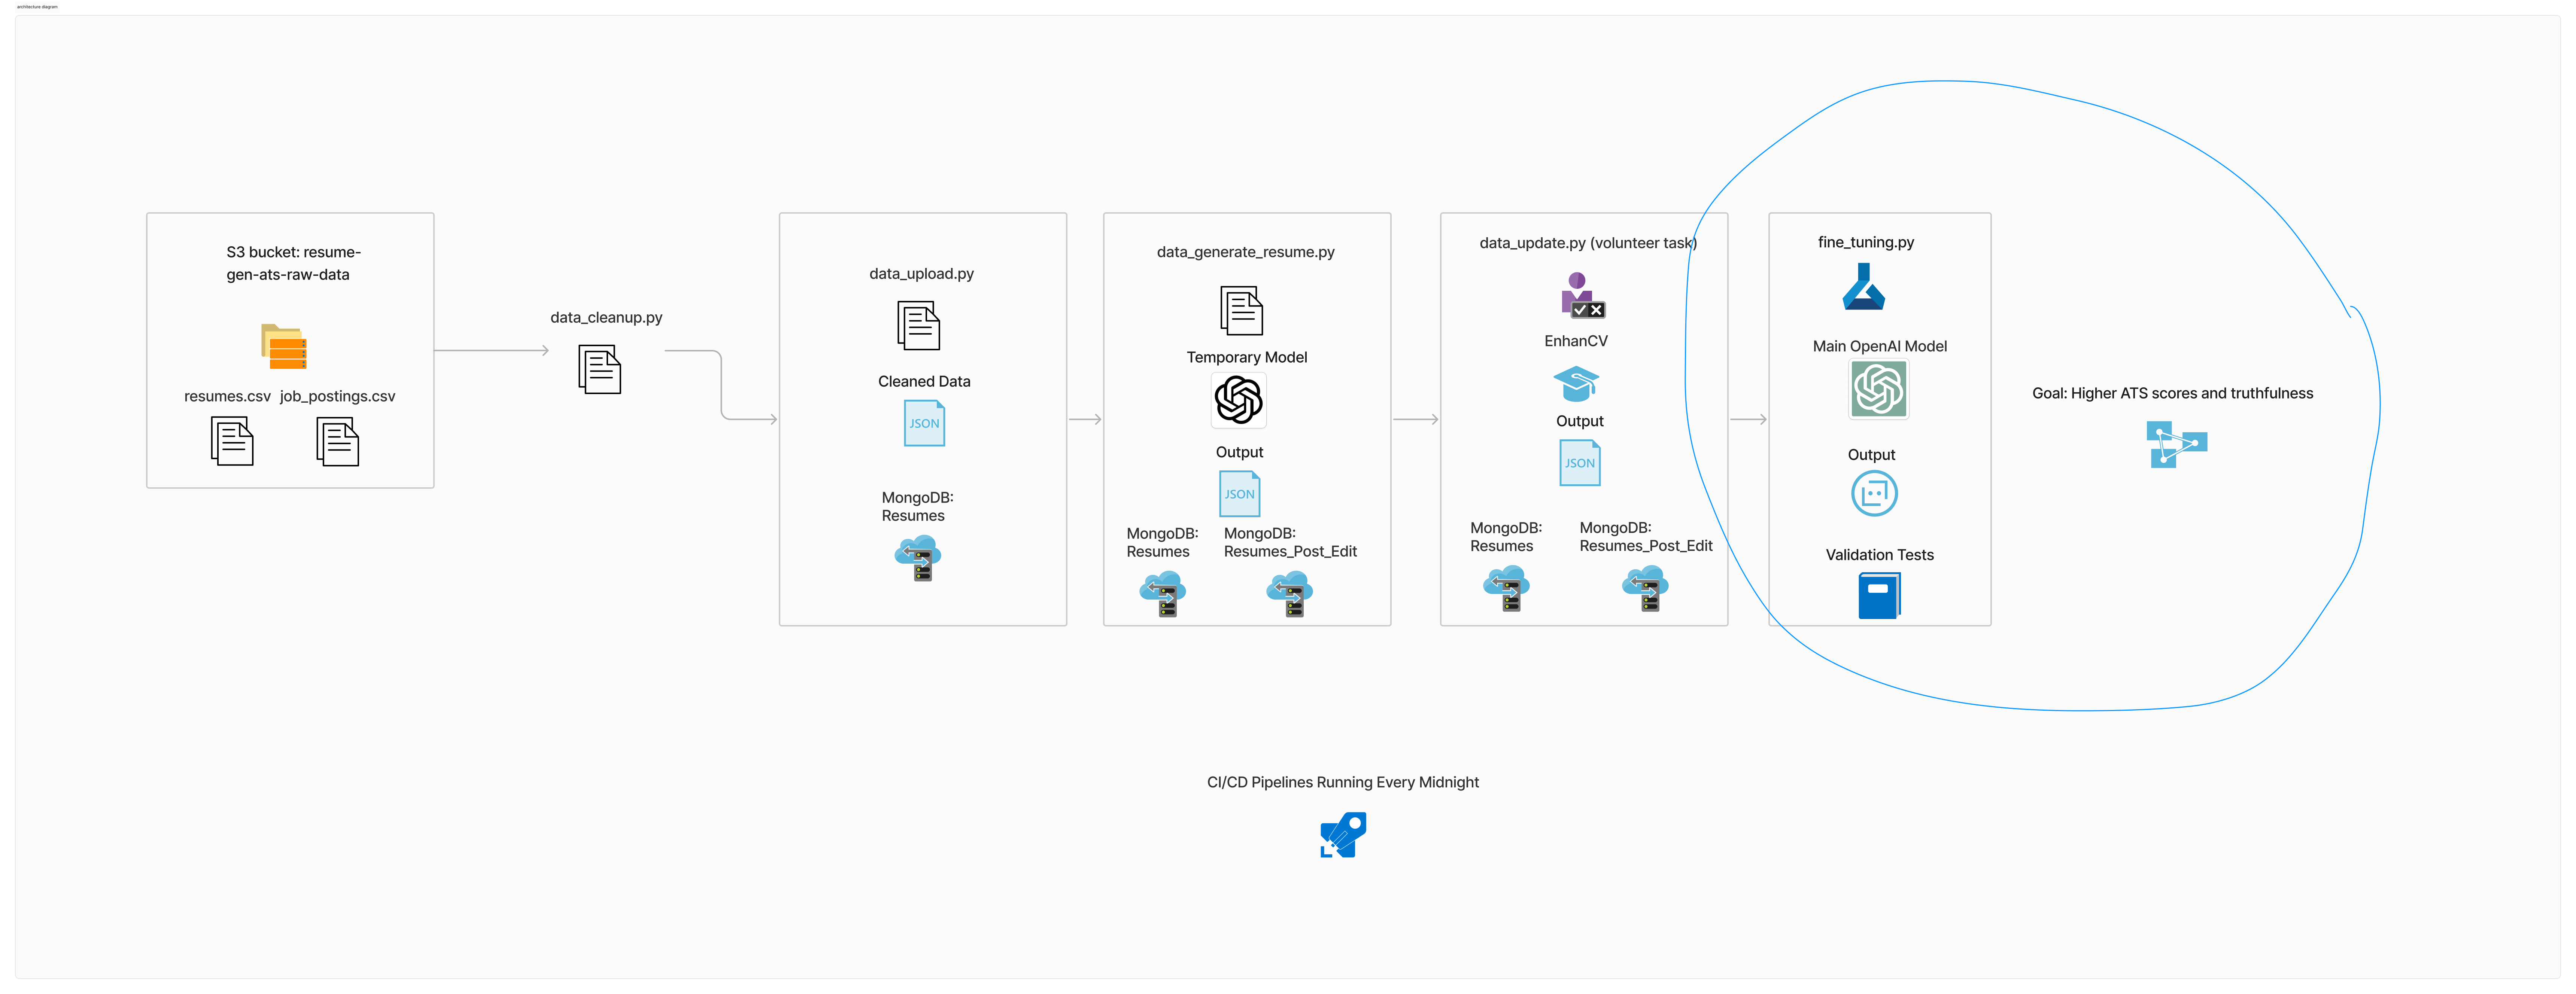 architecture diagram
S3 bucket: resume-
gen-ats-raw-data
resumes.csv
job_postings.csv
data_cleanup.py
data_upload.py
Cleaned Data
JSON
MongoDB:
Resumes
data_generate_resume.py
Temporary Model
Output
JSON
MongoDB:
Resumes
MongoDB:
Resumes_Post_Edit
data_update.py (volunteer task)
EnhanCV
Output
JSON
MongoDB:
Resumes
MongoDB:
Resumes_Post_Edit
fine_tuning.py
Main OpenAI Model
Output
Validation Tests
Goal: Higher ATS scores and truthfulness
CI/CD Pipelines Running Every Midnight